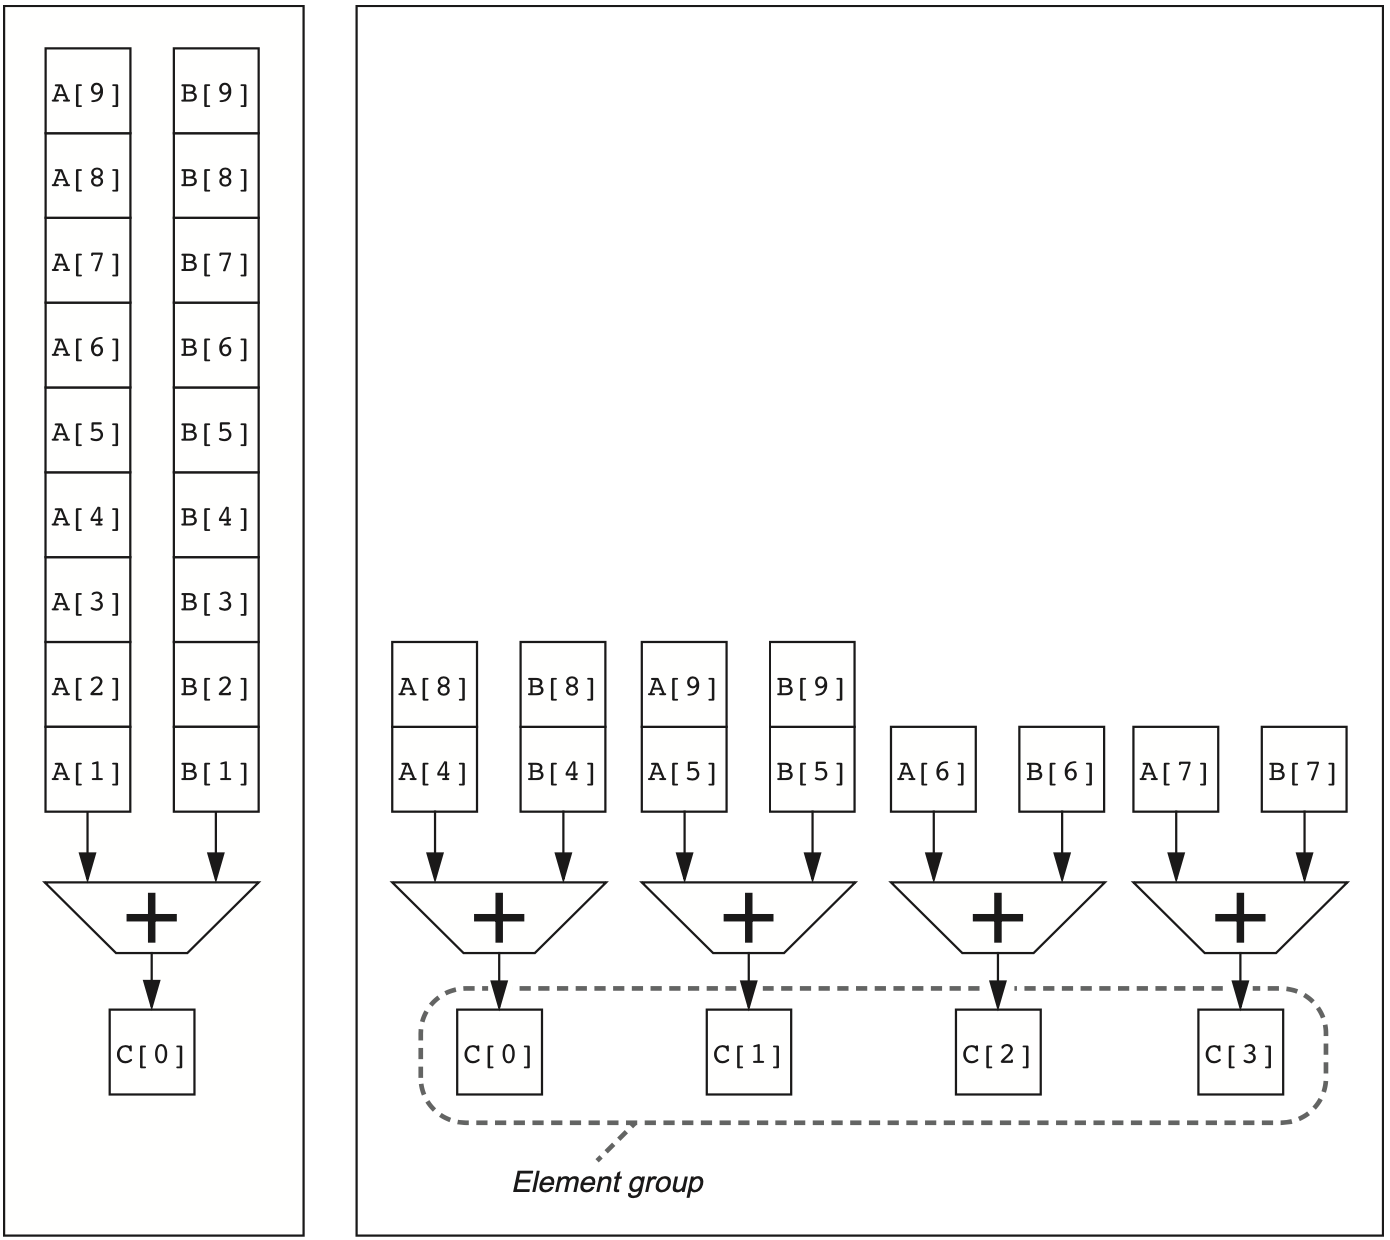 A[9] B[9]
A[8] B[8]
A[7] B[7]
A[6] B[6]
A[5] B[5]
A[4] B[4]
A[3] B[3]
A[2] B[2]
A[1] B[1]
+
C[0]
A[8] B[8] A[9] B[9]
A[4] B[4] A[5] B[5] A[6] B[6] A[7] B[7]
+ + + +
C[0] C[1] C[2] C[3]
Element group